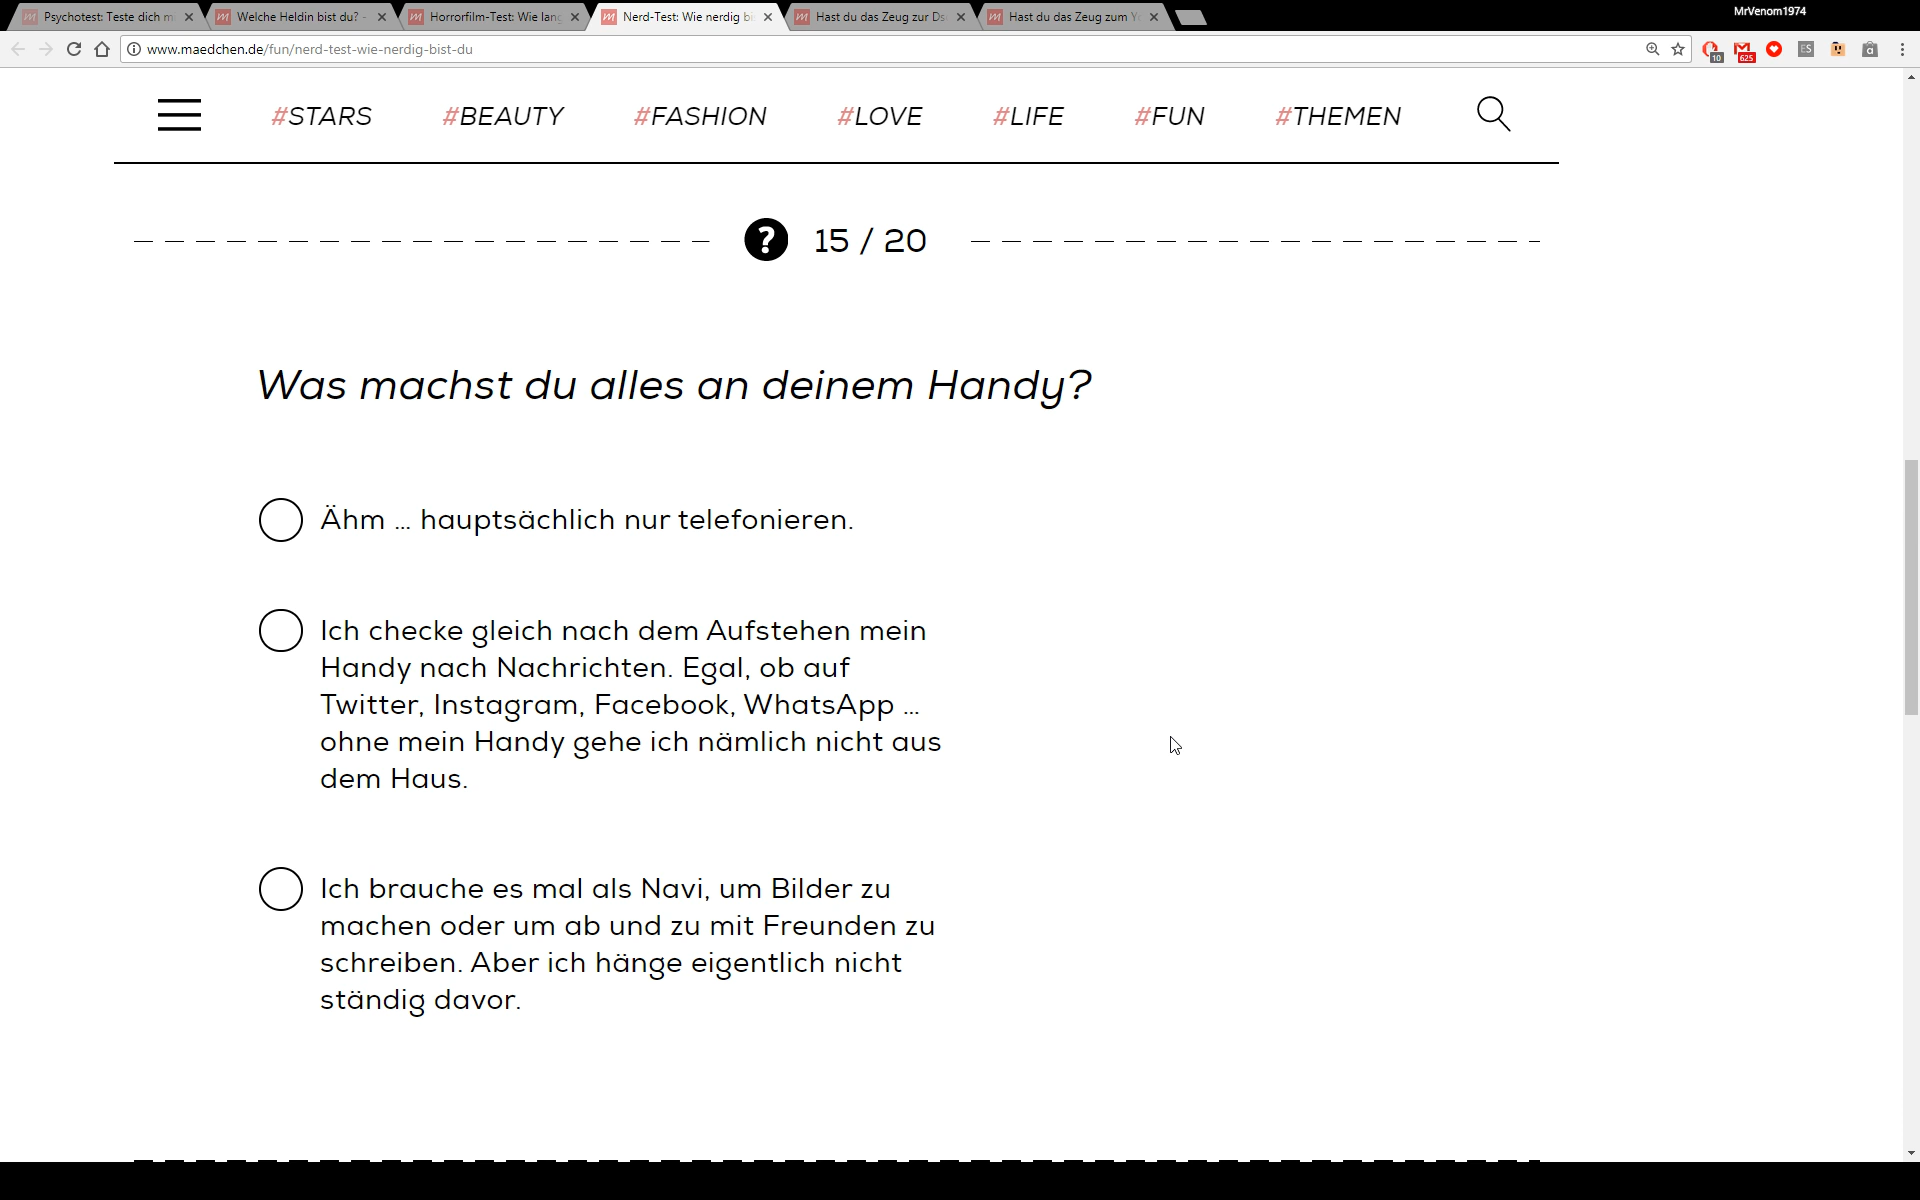 Psychotest: Teste dich m
Welche Heldin bist du? -
Horrorfilm-Test: Wie lang
Nerd-Test: Wie nerdig bi
Hast du das Zeug zur Ds
Hast du das Zeug zum Y
MrVenom1974
www.maedchen.de/fun/nerd-test-wie-nerdig-bist-du
10
625
ES
#STARS
#BEAUTY
#FASHION
#LOVE
#LIFE
#FUN
#THEMEN
? 15 / 20
Was machst du alles an deinem Handy?
Ähm ... hauptsächlich nur telefonieren.
Ich checke gleich nach dem Aufstehen mein
Handy nach Nachrichten. Egal, ob auf
Twitter, Instagram, Facebook, WhatsApp ...
ohne mein Handy gehe ich nämlich nicht aus
dem Haus.
Ich brauche es mal als Navi, um Bilder zu
machen oder um ab und zu mit Freunden zu
schreiben. Aber ich hänge eigentlich nicht
ständig davor.